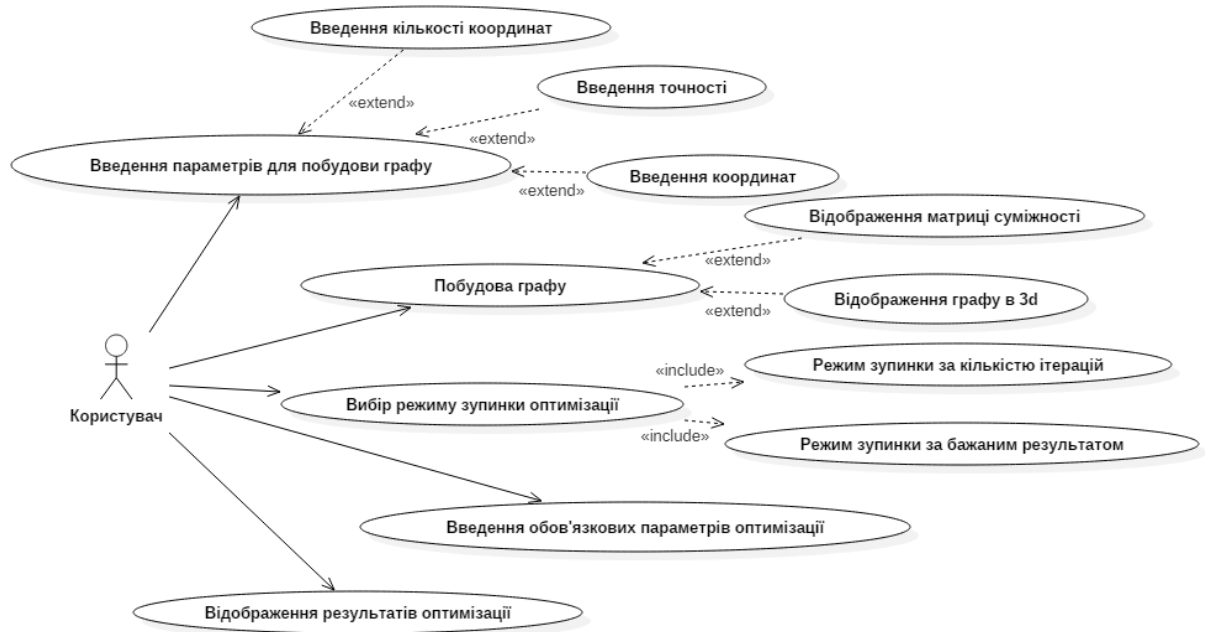 Введення кількості координат
Введення точності
«extend»
«extend»
Введення параметрів для побудови графу
Введення координат
«extend»
Відображення матриці суміжності
«extend»
Побудова графу
Відображення графу в 3d
«extend»
Режим зупинки за кількістю ітерацій
«include»
Вибір режиму зупинки оптимізації
Користувач
«include»
Режим зупинки за бажаним результатом
Введення обов'язкових параметрів оптимізації
Відображення результатів оптимізації